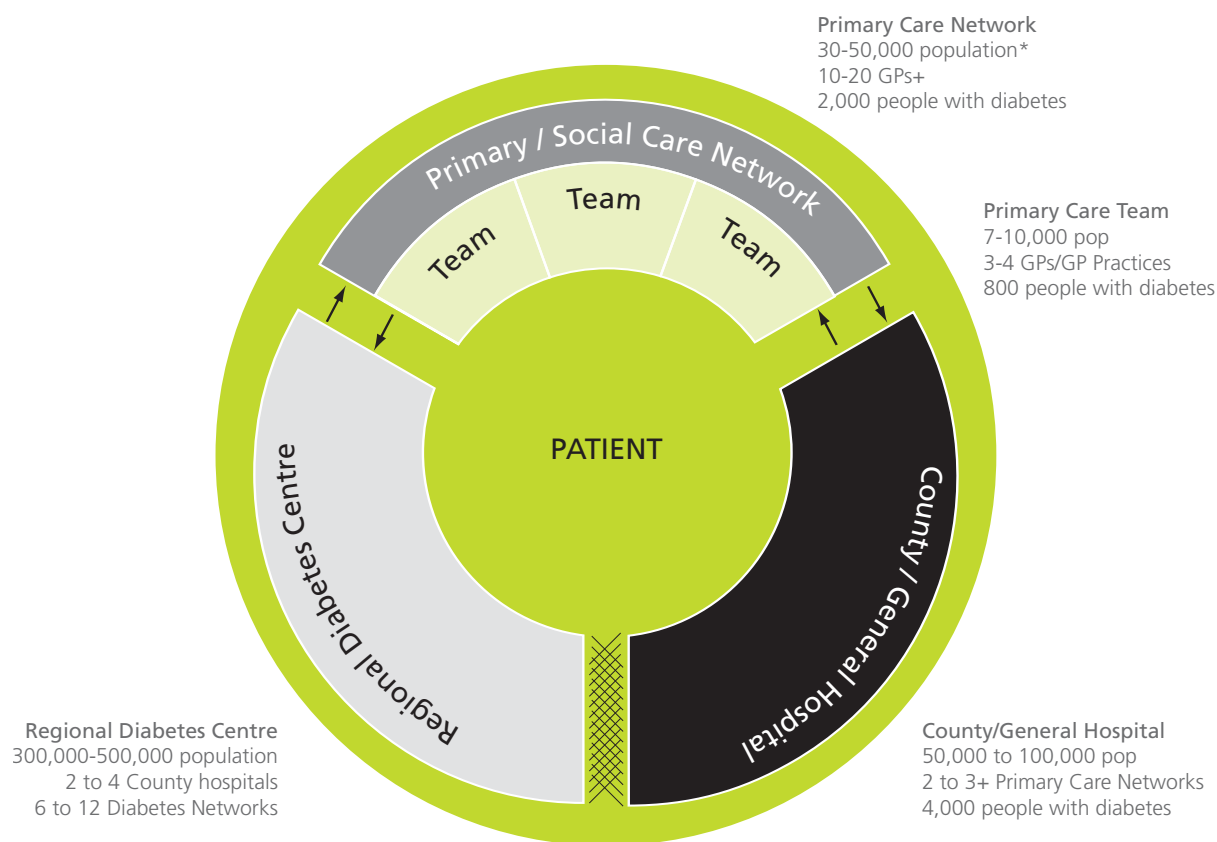 Primary Care Network
30-50,000 population*
10-20 GPs+
2,000 people with diabetes
Primary / Social Care Network
Team
Team
Team
Primary Care Team
7-10,000 pop
3-4 GPs/GP Practices
800 people with diabetes
PATIENT
Regional Diabetes Centre
County / General Hospital
Regional Diabetes Centre
300,000-500,000 population
2 to 4 County hospitals
6 to 12 Diabetes Networks
County/General Hospital
50,000 to 100,000 pop
2 to 3+ Primary Care Networks
4,000 people with diabetes